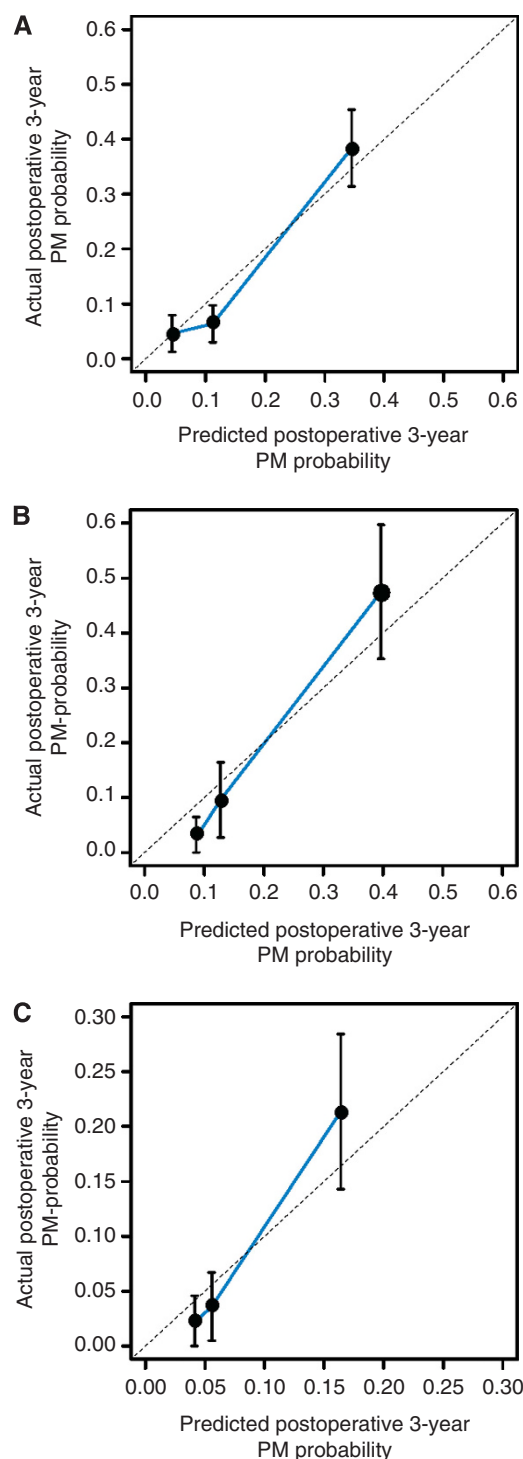 A
Actual postoperative 3-year
PM probability
0.6
0.5
0.4
0.3
0.2
0.1
0.0
0.0 0.1 0.2 0.3 0.4 0.5 0.6
Predicted postoperative 3-year
PM probability
B
Actual postoperative 3-year
PM-probability
0.6
0.5
0.4
0.3
0.2
0.1
0.0
0.0 0.1 0.2 0.3 0.4 0.5 0.6
Predicted postoperative 3-year
PM probability
C
Actual postoperative 3-year
PM-probability
0.30
0.25
0.20
0.15
0.10
0.05
0.00
0.00 0.05 0.10 0.15 0.20 0.25 0.30
Predicted postoperative 3-year
PM probability